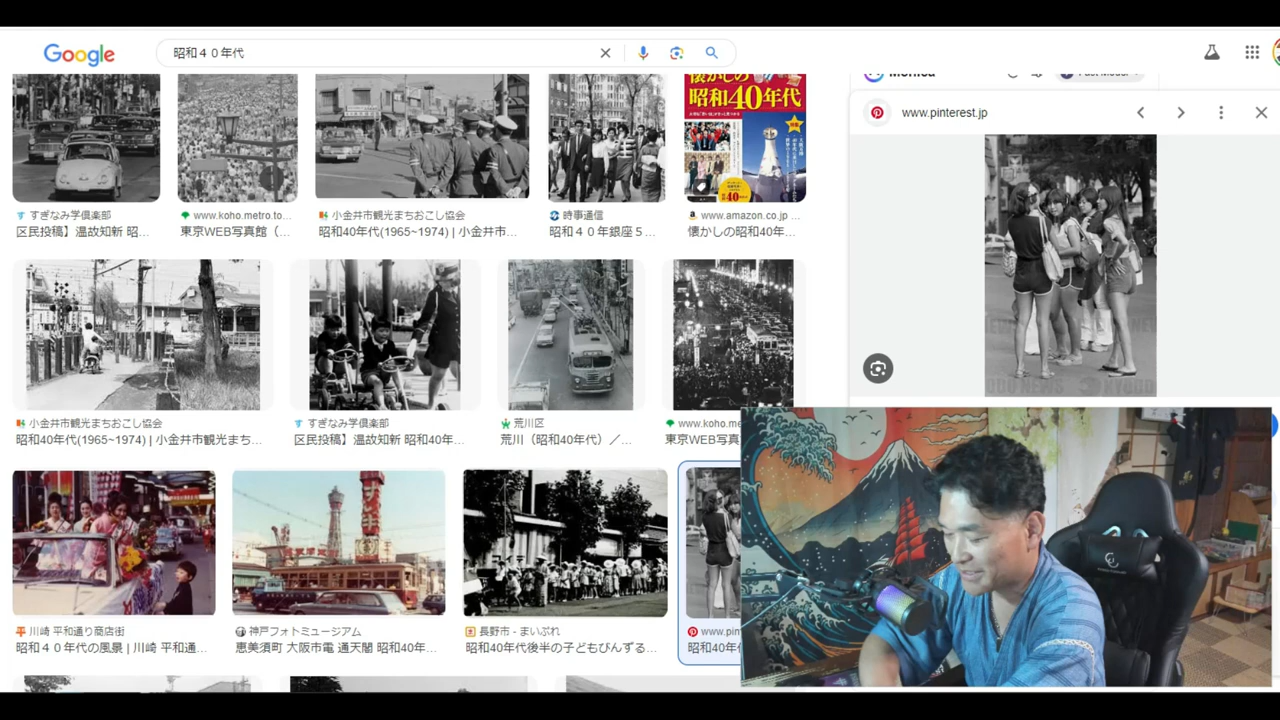 Google
昭和４０年代
www.pinterest.jp
懐かしの
昭和40年代
すぎなみ学倶楽部
区民投稿】温故知新 昭...
www.koho.metro.to...
東京WEB写真館（...
小金井市観光まちおこし協会
昭和40年代(1965~1974) | 小金井市...
時事通信
昭和４０年銀座５...
www.amazon.co.jp ...
懐かしの昭和40年...
小金井市観光まちおこし協会
昭和40年代(1965~1974) | 小金井市観光まち...
すぎなみ学倶楽部
区民投稿】温故知新 昭和40年...
荒川区
荒川（昭和40年代）／...
www.koho.me
東京WEB写真
川崎 平和通り商店街
昭和４０年代の風景 | 川崎 平和通...
神戸フォトミュージアム
恵美須町 大阪市電 通天閣 昭和40年...
長野市 - まいぷれ
昭和40年代後半の子どもびんずる...
www.pin
昭和40年